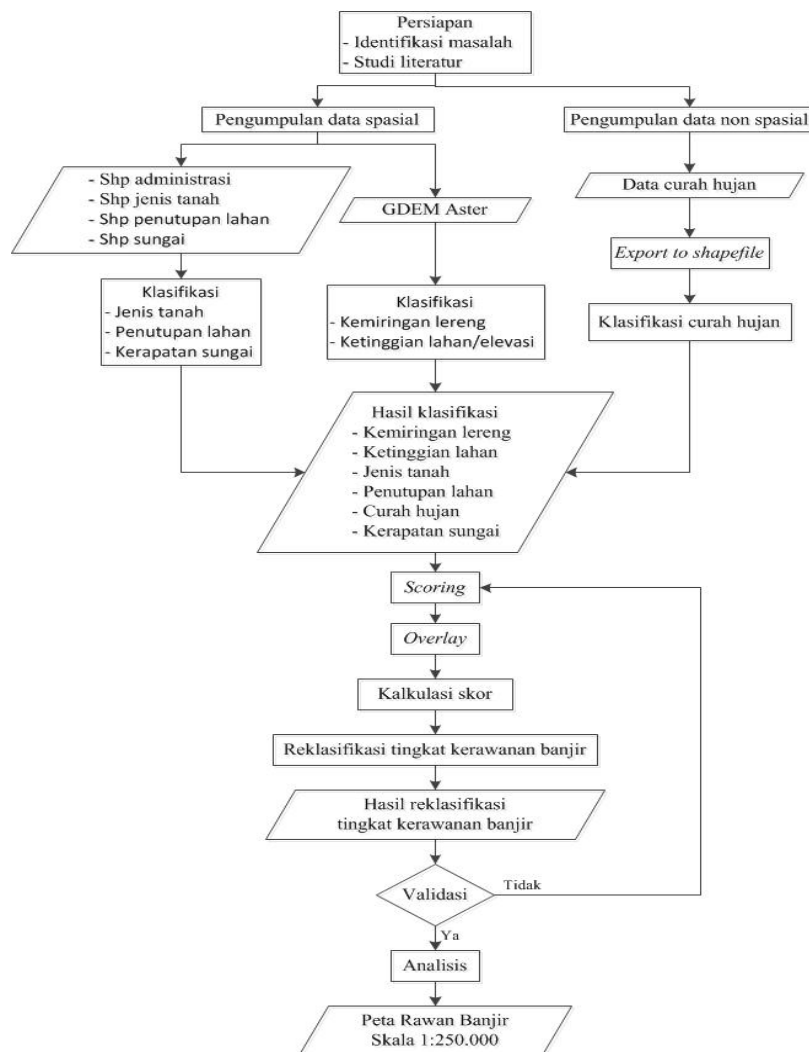 Persiapan
- Identifikasi masalah
- Studi literatur
Pengumpulan data spasial
Pengumpulan data non spasial
- Shp administrasi
- Shp jenis tanah
- Shp penutupan lahan
- Shp sungai
GDEM Aster
Data curah hujan
Export to shapefile
Klasifikasi
- Jenis tanah
- Penutupan lahan
- Kerapatan sungai
Klasifikasi
- Kemiringan lereng
- Ketinggian lahan/elevasi
Klasifikasi curah hujan
Hasil klasifikasi
- Kemiringan lereng
- Ketinggian lahan
- Jenis tanah
- Penutupan lahan
- Curah hujan
- Kerapatan sungai
Scoring
Overlay
Kalkulasi skor
Reklasifikasi tingkat kerawanan banjir
Hasil reklasifikasi
tingkat kerawanan banjir
Validasi
Tidak
Ya
Analisis
Peta Rawan Banjir
Skala 1:250.000